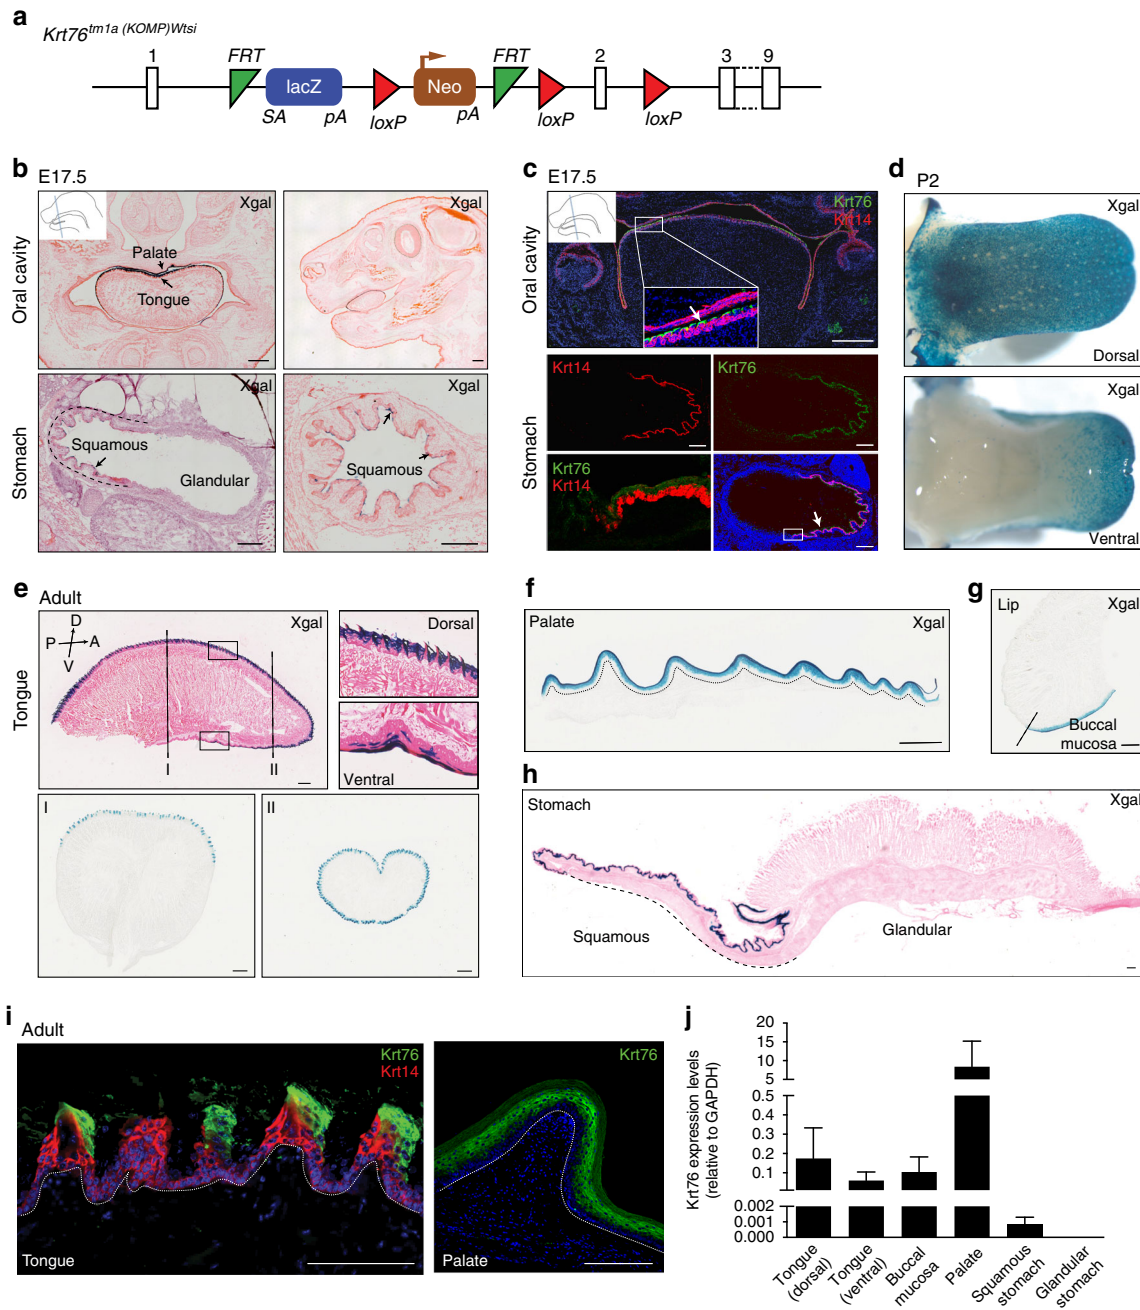 a
Krt76tm1a (KOMP)Wtsi
1
FRT
lacZ
SA
pA
loxP
Neo
pA
FRT
loxP
2
loxP
3
9
b
E17.5
Oral cavity
Xgal
Palate
Tongue
Xgal
Stomach
Xgal
Squamous
Glandular
Xgal
Squamous
c
E17.5
Oral cavity
Krt76
Krt14
Stomach
Krt14
Krt76
Krt76
Krt14
d
P2
Xgal
Dorsal
Xgal
Ventral
e
Adult
Tongue
D
P
A
V
Xgal
I
II
Dorsal
Ventral
I
II
f
Palate
Xgal
g
Lip
Xgal
Buccal
mucosa
h
Stomach
Xgal
Squamous
Glandular
i
Adult
Krt76
Krt14
Tongue
Krt76
Palate
j
Krt76 expression levels
(relative to GAPDH)
20
15
10
5
0.5
0.4
0.3
0.2
0.1
0.002
0.001
0.000
Tongue
(dorsal)
Tongue
(ventral)
Buccal
mucosa
Palate
Squamous
stomach
Glandular
stomach